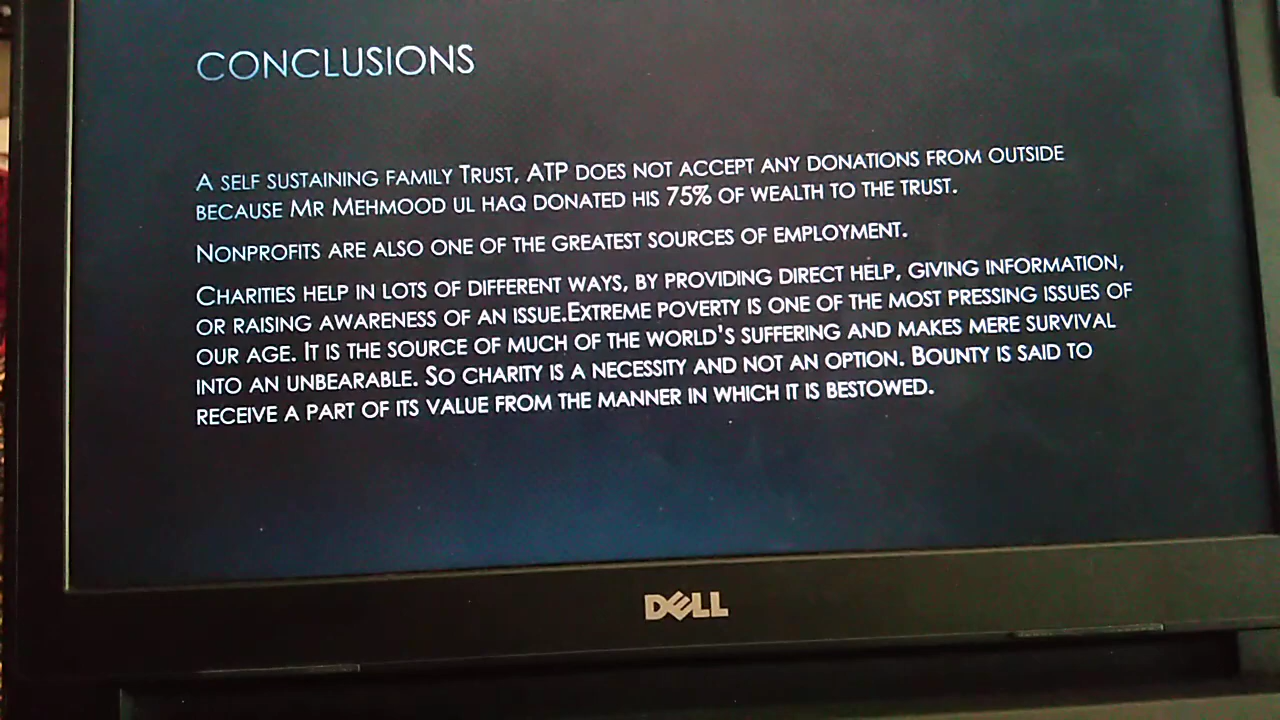 CONCLUSIONS
A SELF SUSTAINING FAMILY TRUST, ATP DOES NOT ACCEPT ANY DONATIONS FROM OUTSIDE
BECAUSE MR MEHMOOD UL HAQ DONATED HIS 75% OF WEALTH TO THE TRUST.
NONPROFITS ARE ALSO ONE OF THE GREATEST SOURCES OF EMPLOYMENT.
CHARITIES HELP IN LOTS OF DIFFERENT WAYS, BY PROVIDING DIRECT HELP, GIVING INFORMATION,
OR RAISING AWARENESS OF AN ISSUE.EXTREME POVERTY IS ONE OF THE MOST PRESSING ISSUES OF
OUR AGE. IT IS THE SOURCE OF MUCH OF THE WORLD'S SUFFERING AND MAKES MERE SURVIVAL
INTO AN UNBEARABLE. SO CHARITY IS A NECESSITY AND NOT AN OPTION. BOUNTY IS SAID TO
RECEIVE A PART OF ITS VALUE FROM THE MANNER IN WHICH IT IS BESTOWED.
DELL